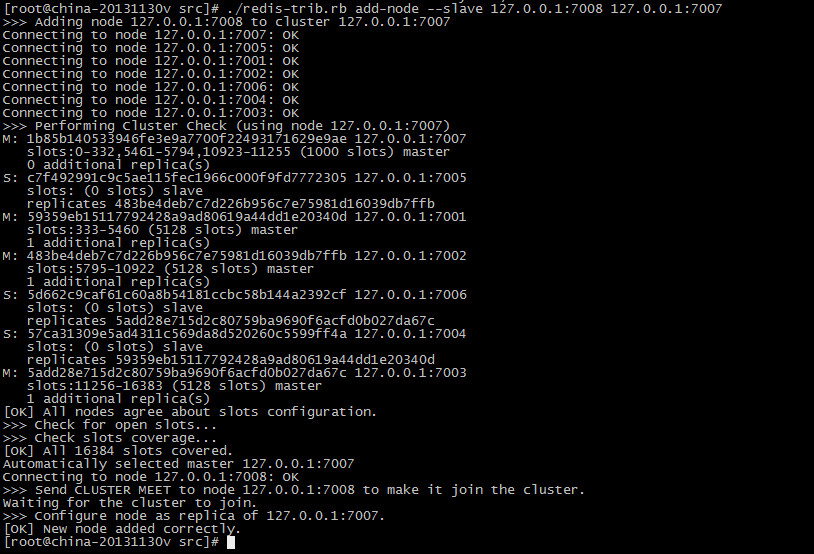 [root@china-20131130v src]# ./redis-trib.rb add-node --slave 127.0.0.1:7008 127.0.0.1:7007
>>> Adding node 127.0.0.1:7008 to cluster 127.0.0.1:7007
Connecting to node 127.0.0.1:7007: OK
Connecting to node 127.0.0.1:7005: OK
Connecting to node 127.0.0.1:7001: OK
Connecting to node 127.0.0.1:7002: OK
Connecting to node 127.0.0.1:7006: OK
Connecting to node 127.0.0.1:7004: OK
Connecting to node 127.0.0.1:7003: OK
>>> Performing Cluster Check (using node 127.0.0.1:7007)
M: 1b85b140533946fe3e9a7700f22493171629e9ae 127.0.0.1:7007
slots:0-332,5461-5794,10923-11255 (1000 slots) master
0 additional replica(s)
S: c7f492991c9c5ae115fec1966c000f9fd7772305 127.0.0.1:7005
slots: (0 slots) slave
replicates 483be4deb7c7d226b956c7e75981d16039db7ffb
M: 59359eb15117792428a9ad80619a44dd1e20340d 127.0.0.1:7001
slots:333-5460 (5128 slots) master
1 additional replica(s)
M: 483be4deb7c7d226b956c7e75981d16039db7ffb 127.0.0.1:7002
slots:5795-10922 (5128 slots) master
1 additional replica(s)
S: 5d662c9caf61c60a8b54181ccbc58b144a2392cf 127.0.0.1:7006
slots: (0 slots) slave
replicates 5add28e715d2c80759ba9690f6acfd0b027da67c
S: 57ca31309e5ad4311c569da8d520260c5599ff4a 127.0.0.1:7004
slots: (0 slots) slave
replicates 59359eb15117792428a9ad80619a44dd1e20340d
M: 5add28e715d2c80759ba9690f6acfd0b027da67c 127.0.0.1:7003
slots:11256-16383 (5128 slots) master
1 additional replica(s)
[OK] All nodes agree about slots configuration.
>>> Check for open slots...
>>> Check slots coverage...
[OK] All 16384 slots covered.
Automatically selected master 127.0.0.1:7007
Connecting to node 127.0.0.1:7008: OK
>>> Send CLUSTER MEET to node 127.0.0.1:7008 to make it join the cluster.
Waiting for the cluster to join.
>>> Configure node as replica of 127.0.0.1:7007.
[OK] New node added correctly.
[root@china-20131130v src]#